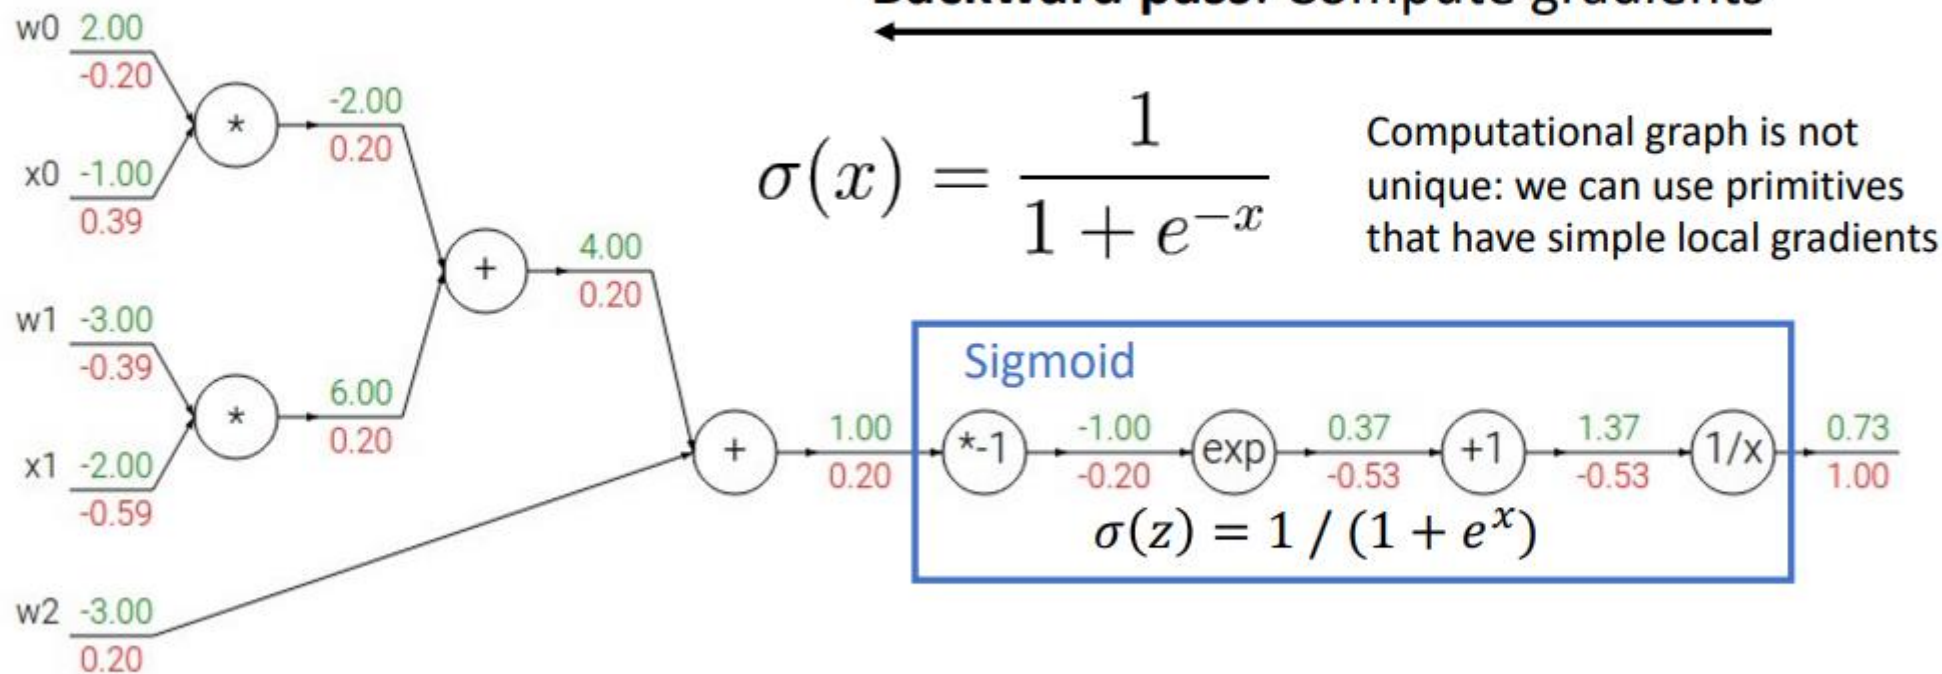 Backward pass: Compute gradients
w0 2.00
-0.20
*
-2.00
0.20
x0 -1.00
0.39
σ(x) = 1 / 1 + e^{-x}
Computational graph is not
unique: we can use primitives
that have simple local gradients
+
4.00
0.20
w1 -3.00
-0.39
*
6.00
0.20
x1 -2.00
-0.59
Sigmoid
+
1.00
0.20
*-1
-1.00
-0.20
exp
0.37
-0.53
+1
1.37
-0.53
1/x
0.73
1.00
σ(z) = 1 / (1 + e^x)
w2 -3.00
0.20